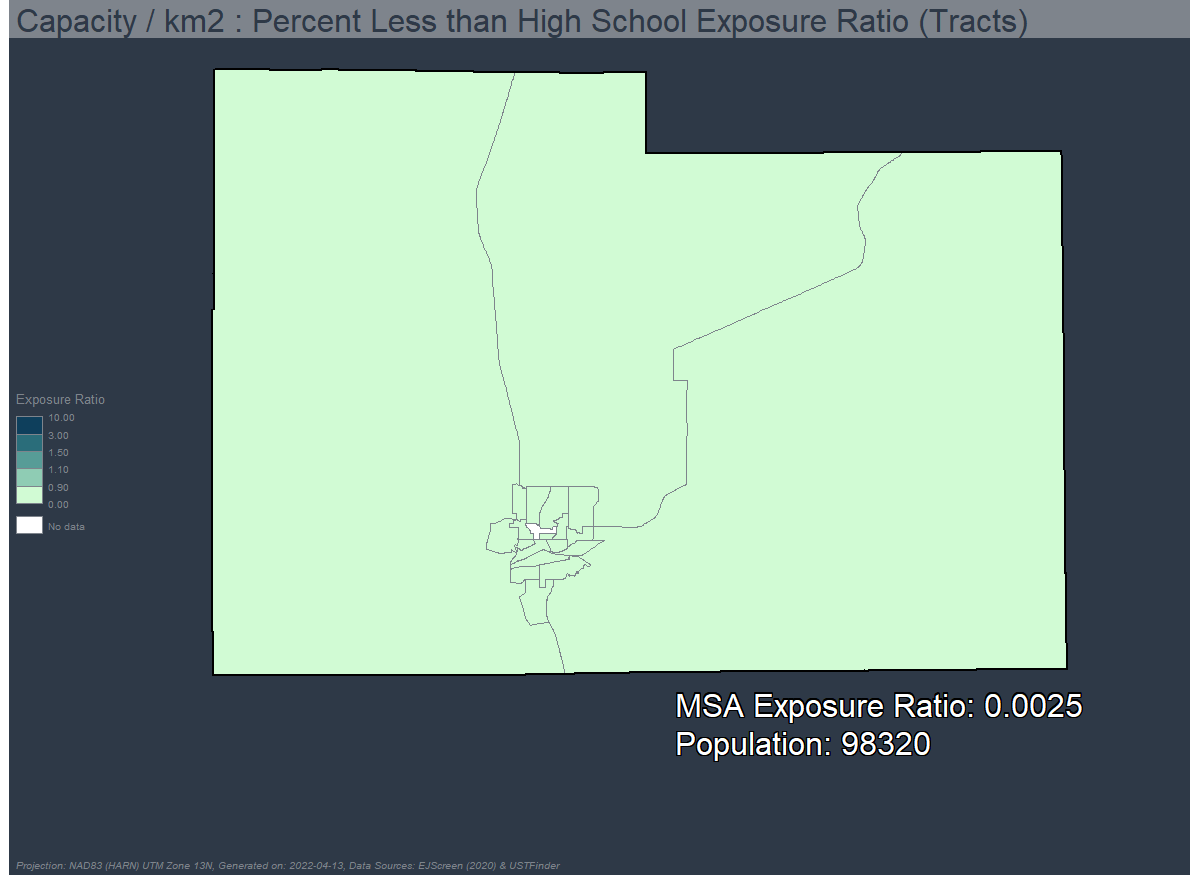 Capacity / km2 : Percent Less than High School Exposure Ratio (Tracts)
Exposure Ratio
10.00
3.00
1.50
1.10
0.90
0.00
No data
MSA Exposure Ratio: 0.0025
Population: 98320
Projection: NAD83 (HARN) UTM Zone 13N, Generated on: 2022-04-13, Data Sources: EJScreen (2020) & USTFinder